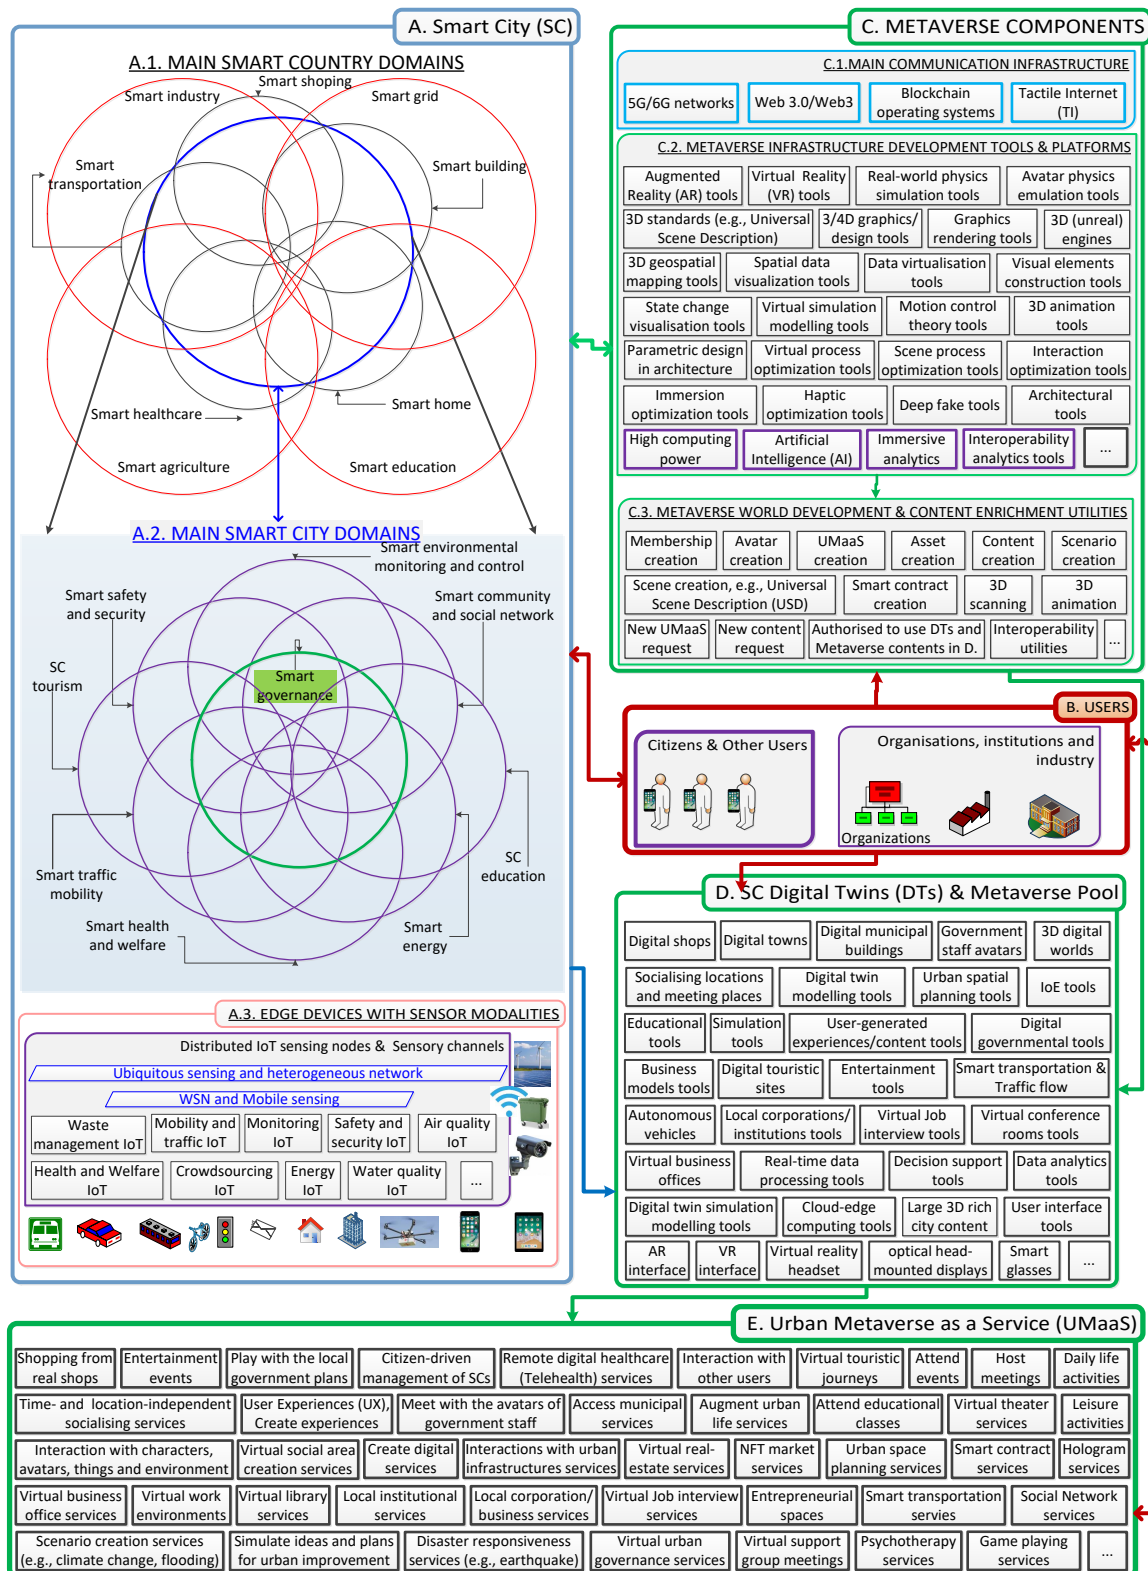 A. Smart City (SC)
A.1. MAIN SMART COUNTRY DOMAINS
Smart shoping
Smart industry
Smart grid
Smart
transportation
Smart
building
Smart healthcare
Smart home
Smart agriculture
Smart education
A.2. MAIN SMART CITY DOMAINS
Smart environmental
monitoring and control
Smart safety
and security
Smart community
and social network
SC
tourism
Smart
governance
Smart traffic
mobility
SC
education
Smart health
and welfare
Smart
energy
A.3. EDGE DEVICES WITH SENSOR MODALITIES
Distributed IoT sensing nodes & Sensory channels
Ubiquitous sensing and heterogeneous network
WSN and Mobile sensing
Waste
management IoT
Mobility and
traffic IoT
Monitoring
IoT
Safety and
security IoT
Air quality
IoT
Health and Welfare
IoT
Crowdsourcing
IoT
Energy
IoT
Water quality
IoT
...
C. METAVERSE COMPONENTS
C.1.MAIN COMMUNICATION INFRASTRUCTURE
5G/6G networks
Web 3.0/Web3
Blockchain
operating systems
Tactile Internet
(TI)
C.2. METAVERSE INFRASTRUCTURE DEVELOPMENT TOOLS & PLATFORMS
Augmented
Reality (AR) tools
Virtual Reality
(VR) tools
Real-world physics
simulation tools
Avatar physics
emulation tools
3D standards (e.g., Universal
Scene Description)
3/4D graphics/
design tools
Graphics
rendering tools
3D (unreal)
engines
3D geospatial
mapping tools
Spatial data
visualization tools
Data virtualisation
tools
Visual elements
construction tools
State change
visualisation tools
Virtual simulation
modelling tools
Motion control
theory tools
3D animation
tools
Parametric design
in architecture
Virtual process
optimization tools
Scene process
optimization tools
Interaction
optimization tools
Immersion
optimization tools
Haptic
optimization tools
Deep fake tools
Architectural
tools
High computing
power
Artificial
Intelligence (AI)
Immersive
analytics
Interoperability
analytics tools
...
C.3. METAVERSE WORLD DEVELOPMENT & CONTENT ENRICHMENT UTILITIES
Membership
creation
Avatar
creation
UMaaS
creation
Asset
creation
Content
creation
Scenario
creation
Scene creation, e.g., Universal
Scene Description (USD)
Smart contract
creation
3D
scanning
3D
animation
New UMaaS
request
New content
request
Authorised to use DTs and
Metaverse contents in D.
Interoperability
utilities
...
B. USERS
Citizens & Other Users
Organisations, institutions and
industry
Organizations
D. SC Digital Twins (DTs) & Metaverse Pool
Digital shops
Digital towns
Digital municipal
buildings
Government
staff avatars
3D digital
worlds
Socialising locations
and meeting places
Digital twin
modelling tools
Urban spatial
planning tools
IoE tools
Educational
tools
Simulation
tools
User-generated
experiences/content tools
Digital
governmental tools
Business
models tools
Digital touristic
sites
Entertainment
tools
Smart transportation &
Traffic flow
Autonomous
vehicles
Local corporations/
institutions tools
Virtual Job
interview tools
Virtual conference
rooms tools
Virtual business
offices
Real-time data
processing tools
Decision support
tools
Data analytics
tools
Digital twin simulation
modelling tools
Cloud-edge
computing tools
Large 3D rich
city content
User interface
tools
AR
interface
VR
interface
Virtual reality
headset
optical head-
mounted displays
Smart
glasses
...
E. Urban Metaverse as a Service (UMaaS)
Shopping from
real shops
Entertainment
events
Play with the local
government plans
Citizen-driven
management of SCs
Remote digital healthcare
(Telehealth) services
Interaction with
other users
Virtual touristic
journeys
Attend
events
Host
meetings
Daily life
activities
Time- and location-independent
socialising services
User Experiences (UX),
Create experiences
Meet with the avatars of
government staff
Access municipal
services
Augment urban
life services
Attend educational
classes
Virtual theater
services
Leisure
activities
Interaction with characters,
avatars, things and environment
Virtual social area
creation services
Create digital
services
Interactions with urban
infrastructures services
Virtual real-
estate services
NFT market
services
Urban space
planning services
Smart contract
services
Hologram
services
Virtual business
office services
Virtual work
environments
Virtual library
services
Local institutional
services
Local corporation/
business services
Virtual Job interview
services
Entrepreneurial
spaces
Smart transportation
servies
Social Network
services
Scenario creation services
(e.g., climate change, flooding)
Simulate ideas and plans
for urban improvement
Disaster responsiveness
services (e.g., earthquake)
Virtual urban
governance services
Virtual support
group meetings
Psychotherapy
services
Game playing
services
...